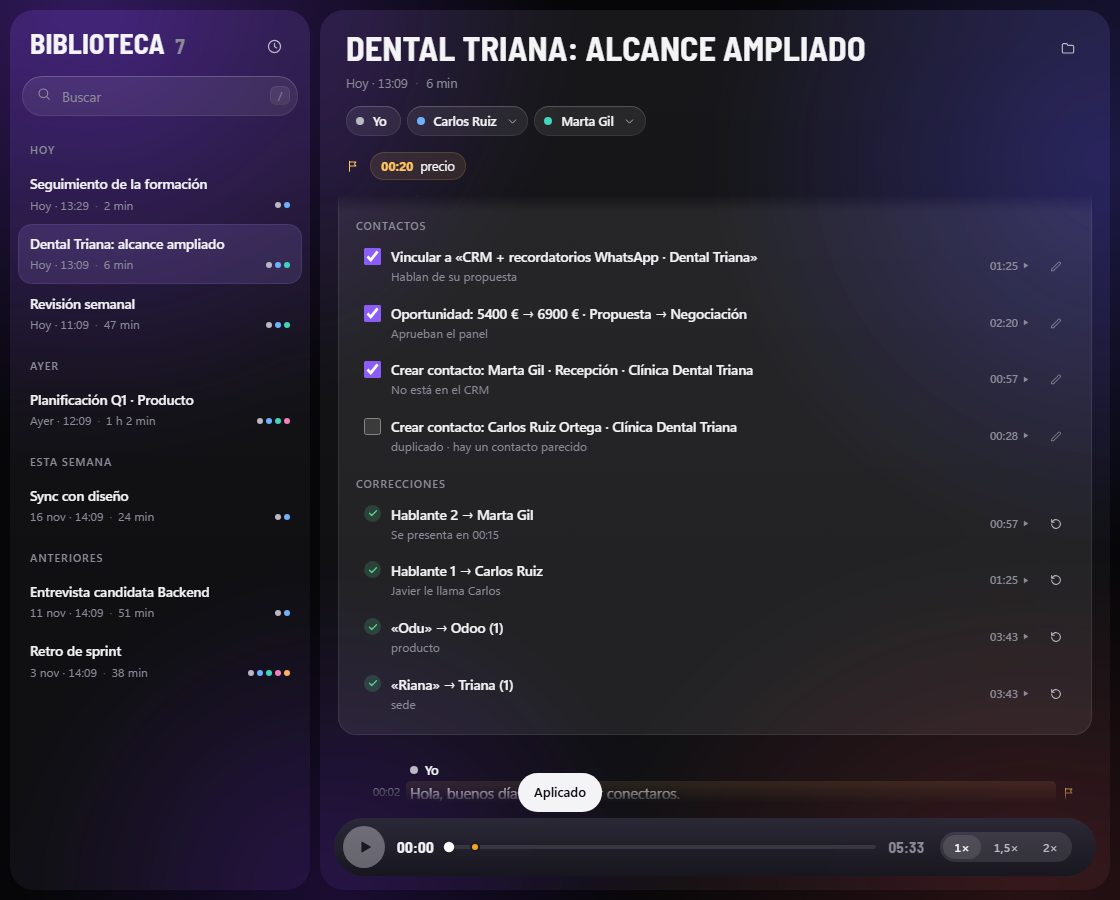 BIBLIOTECA 7
Buscar /
HOY
Seguimiento de la formación
Hoy · 13:29 · 2 min
Dental Triana: alcance ampliado
Hoy · 13:09 · 6 min
Revisión semanal
Hoy · 11:09 · 47 min
AYER
Planificación Q1 · Producto
Ayer · 12:09 · 1 h 2 min
ESTA SEMANA
Sync con diseño
16 nov · 14:09 · 24 min
ANTERIORES
Entrevista candidata Backend
11 nov · 14:09 · 51 min
Retro de sprint
3 nov · 14:09 · 38 min
DENTAL TRIANA: ALCANCE AMPLIADO
Hoy · 13:09 · 6 min
Yo Carlos Ruiz Marta Gil
00:20 precio
CONTACTOS
Vincular a «CRM + recordatorios WhatsApp · Dental Triana»
Hablan de su propuesta
01:25
Oportunidad: 5400 € → 6900 € · Propuesta → Negociación
Aprueban el panel
02:20
Crear contacto: Marta Gil · Recepción · Clínica Dental Triana
No está en el CRM
00:57
Crear contacto: Carlos Ruiz Ortega · Clínica Dental Triana
duplicado · hay un contacto parecido
00:28
CORRECCIONES
Hablante 2 → Marta Gil
Se presenta en 00:15
00:57
Hablante 1 → Carlos Ruiz
Javier le llama Carlos
01:25
«Odu» → Odoo (1)
producto
03:43
«Riana» → Triana (1)
sede
03:43
Yo
00:02 Hola, buenos conectaros.
Aplicado
00:00 05:33 1× 1,5× 2×